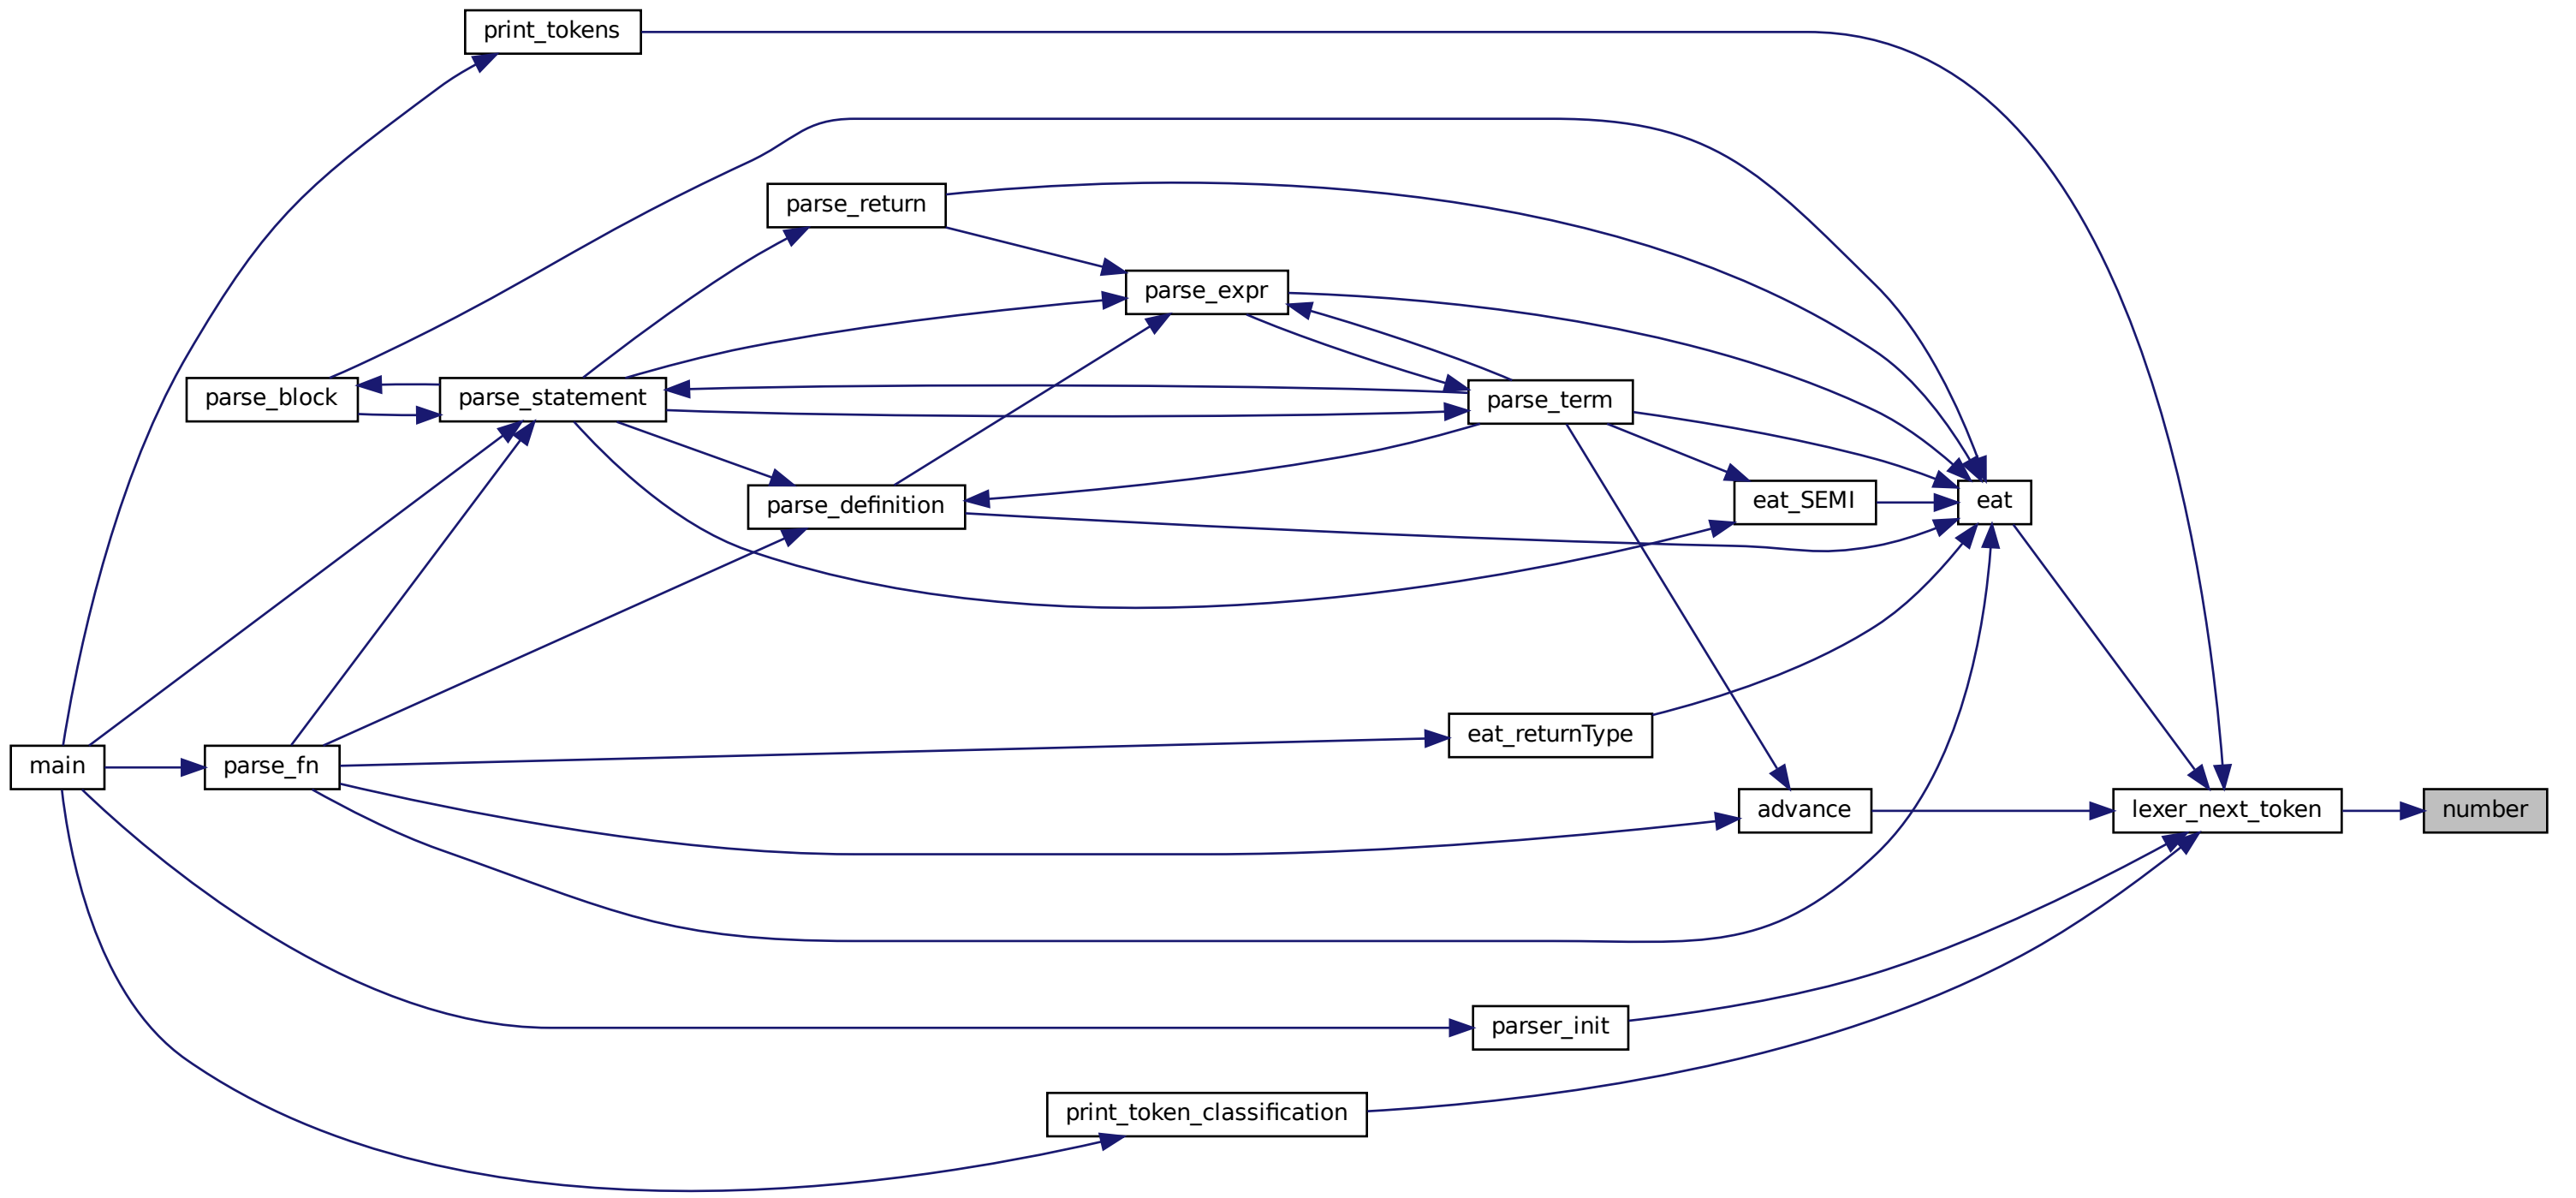 print_tokens
parse_return
parse_expr
parse_block
parse_statement
parse_term
parse_definition
eat_SEMI
eat
eat_returnType
main
parse_fn
advance
lexer_next_token
number
parser_init
print_token_classification